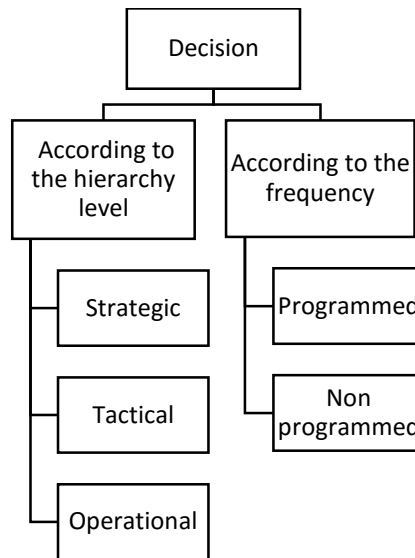 Decision
According to
the hierarchy
level
According to the
frequency
Strategic
Programmed
Tactical
Non
programmed
Operational